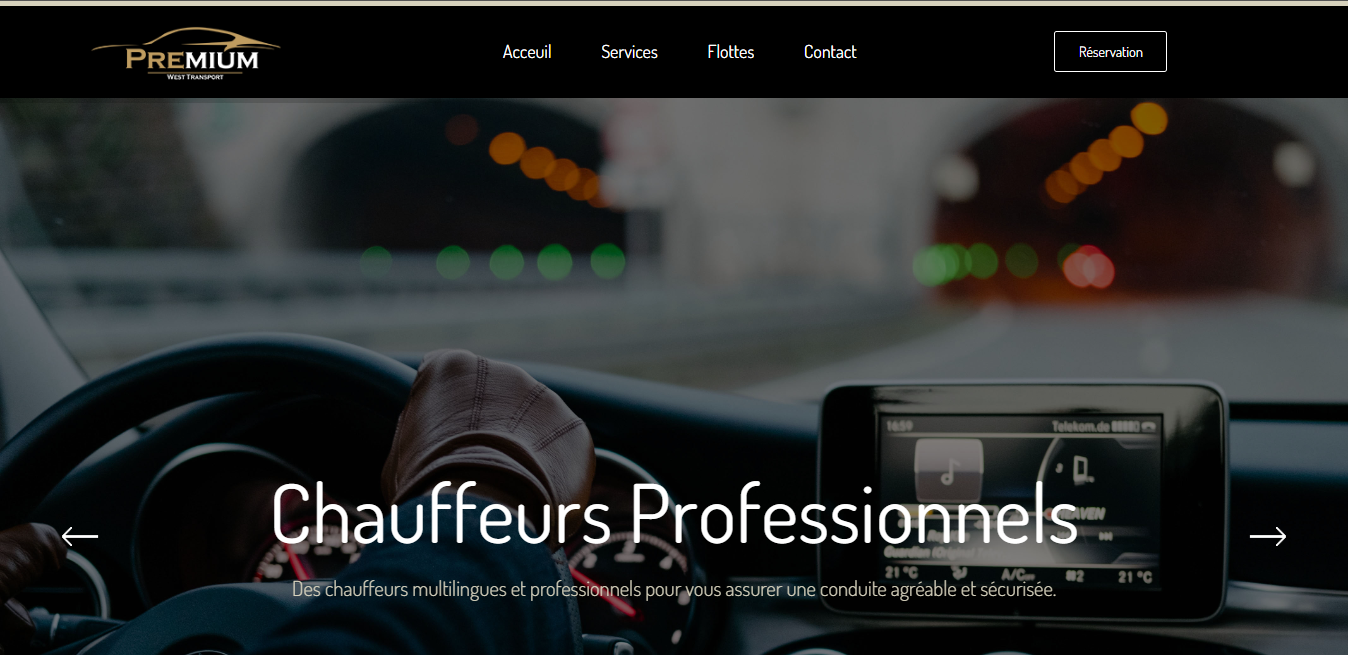 PREMIUM
WEST TRANSPORT
Acceuil Services Flottes Contact Réservation
16:59 Telekom.de
Chauffeurs Professionnels
21 °C A/C 21 °C
Des chauffeurs multilingues et professionnels pour vous assurer une conduite agréable et sécurisée.